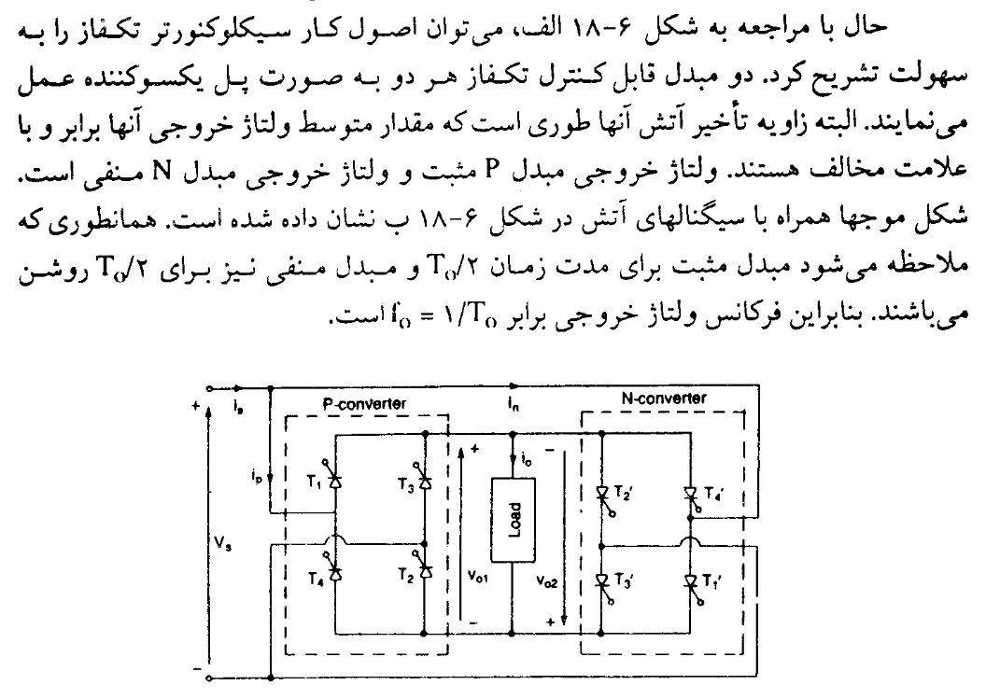 حال با مراجعه به شکل ۶-۱۸ الف، می‌توان اصول کار سیکلوکنورتر تکفاز را به
سهولت تشریح کرد. دو مبدل قابل کنترل تکفاز هر دو به صورت پل یکسوکننده عمل
می‌نمایند. البته زاویه تأخیر آتش آنها طوری است که مقدار متوسط ولتاژ خروجی آنها برابر و با
علامت مخالف هستند. ولتاژ خروجی مبدل P مثبت و ولتاژ خروجی مبدل N منفی است.
شکل موجها همراه با سیگنالهای آتش در شکل ۶-۱۸ ب نشان داده شده است. همانطوری که
ملاحظه می‌شود مبدل مثبت برای مدت زمان T₀/۲ و مبدل منفی نیز برای T₀/۲ روشن
می‌باشند. بنابراین فرکانس ولتاژ خروجی برابر f₀ = ۱/T₀ است.
+ is P-converter in N-converter
+ io −
ip T1 T3 T2' T4'
Load
Vs
T4 T2 vo1 vo2 T3' T1'
− +
−